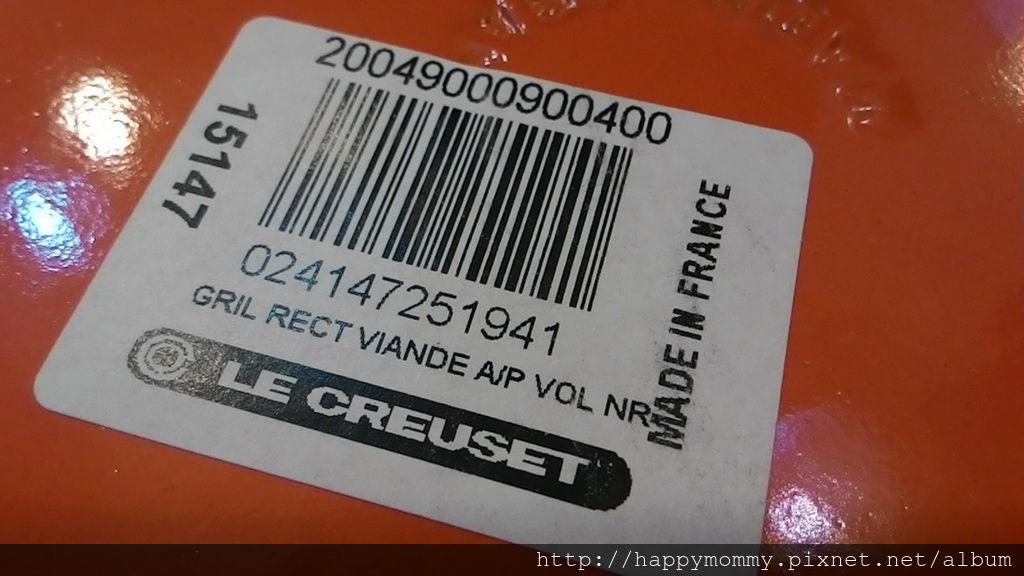 20049000900400
15147
024147251941
GRIL RECT VIANDE A/P VOL NR
LE CREUSET
MADE IN FRANCE
http://happymommy.pixnet.net/album